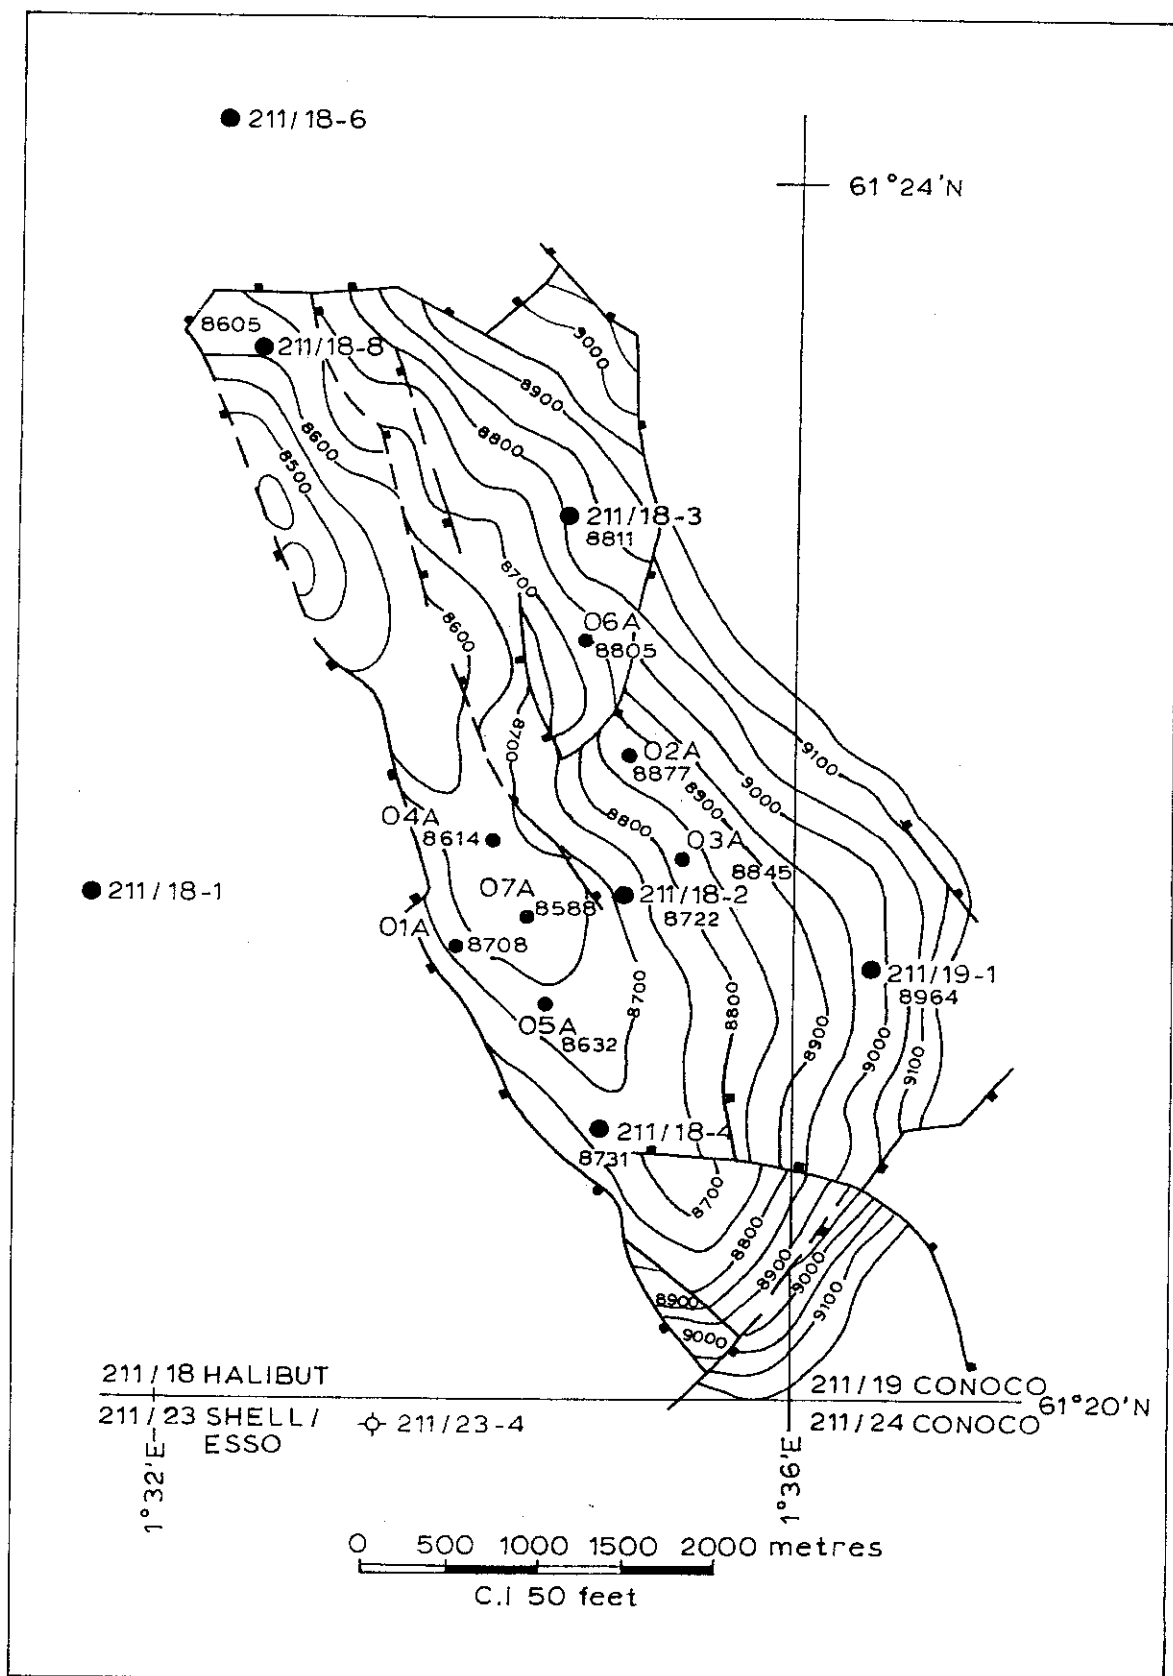 211/18-6
61°24'N
8605
211/18-8
9000
8900
8800
8600
8500
211/18-3
8811
8700
8600
06A
8805
8700
02A
8877
9100
9000
8900
04A
8614
8800
03A
8845
211/18-1
07A
8588
211/18-2
8722
01A
8708
211/19-1
8964
8700
8800
05A
8632
8900
9000
9100
211/18-4
8731
8700
8800
8900
9000
9100
8900
9000
211/18 HALIBUT
211/19 CONOCO
61°20'N
211/23 SHELL/
ESSO
211/23-4
211/24 CONOCO
1°32'E
1°36'E
0 500 1000 1500 2000 metres
C.I 50 feet